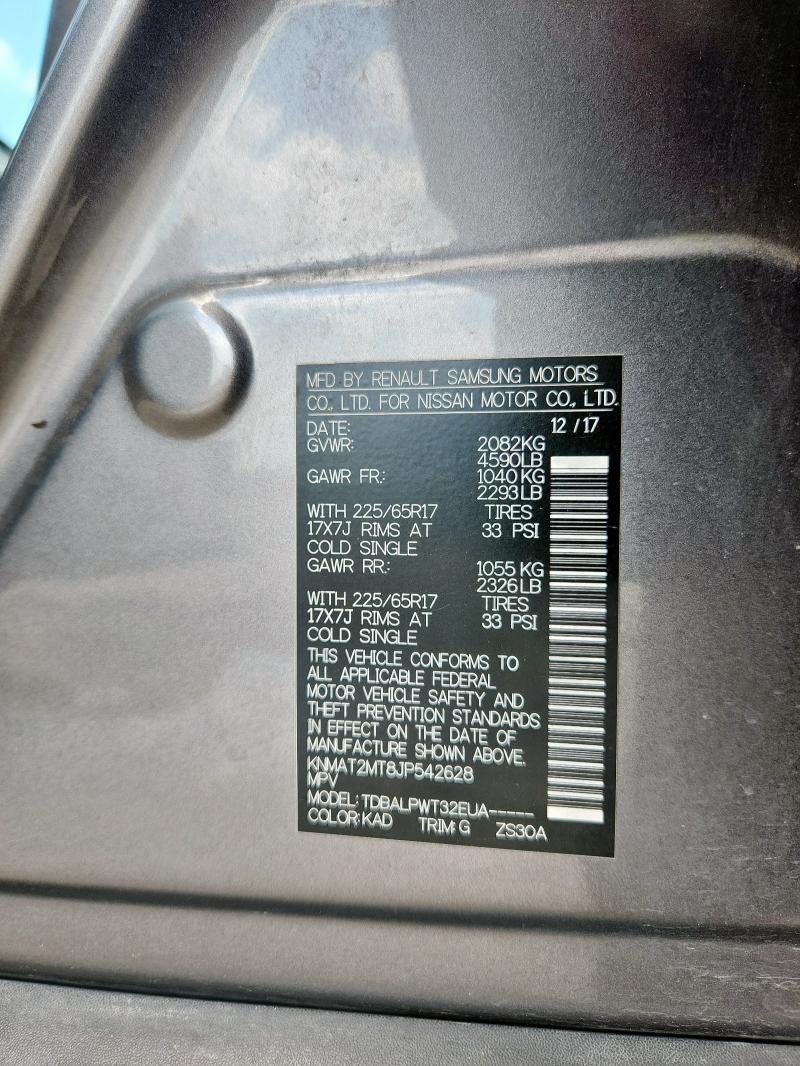 MFD BY RENAULT SAMSUNG MOTORS
CO., LTD. FOR NISSAN MOTOR CO., LTD.
DATE: 12 /17
GVWR: 2082KG
4590LB
GAWR FR.: 1040KG
2293LB
WITH 225/65R17 TIRES
17X7J RIMS AT 33 PSI
COLD SINGLE
GAWR RR.: 1055KG
2326LB
WITH 225/65R17 TIRES
17X7J RIMS AT 33 PSI
COLD SINGLE
THIS VEHICLE CONFORMS TO
ALL APPLICABLE FEDERAL
MOTOR VEHICLE SAFETY AND
THEFT PREVENTION STANDARDS
IN EFFECT ON THE DATE OF
MANUFACTURE SHOWN ABOVE.
KNMAT2MT8JP542628
MPV
MODEL: TDBALPWT32EUA-----
COLOR: KAD TRIM: G ZS30A